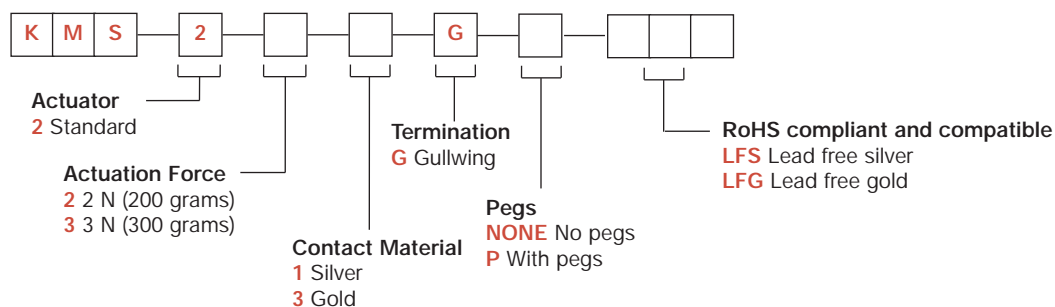 K M S 2 G
Actuator
2 Standard
Actuation Force
2 2 N (200 grams)
3 3 N (300 grams)
Contact Material
1 Silver
3 Gold
Termination
G Gullwing
Pegs
NONE No pegs
P With pegs
RoHS compliant and compatible
LFS Lead free silver
LFG Lead free gold